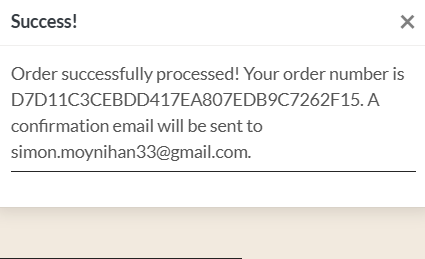 Success!
×
Order successfully processed! Your order number is
D7D11C3CEBDD417EA807EDB9C7262F15. A
confirmation email will be sent to
simon.moynihan33@gmail.com.